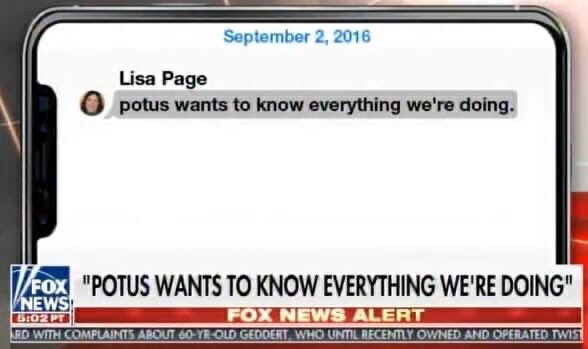 September 2, 2016
Lisa Page
potus wants to know everything we're doing.
FOX
NEWS
5:02 PT
"POTUS WANTS TO KNOW EVERYTHING WE'RE DOING"
FOX NEWS ALERT
RD WITH COMPLAINTS ABOUT 60-YR-OLD GEDDERT, WHO UNTIL RECENTLY OWNED AND OPERATED TWIST